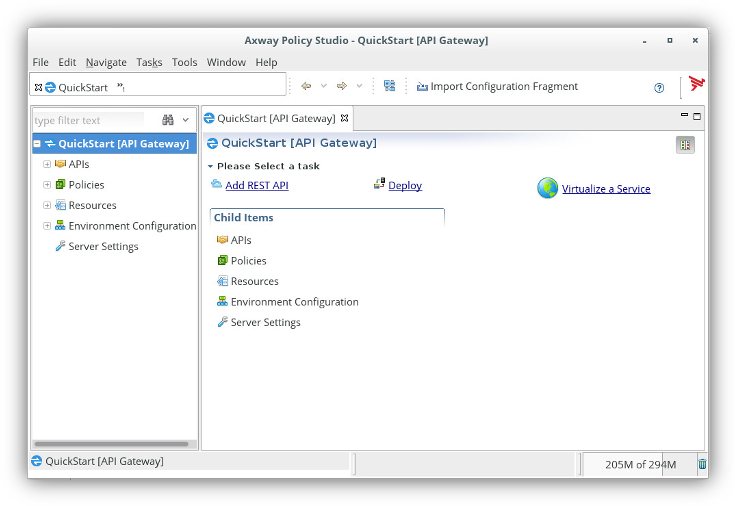 Axway Policy Studio - QuickStart [API Gateway]
File Edit Navigate Tasks Tools Window Help
QuickStart »1 Import Configuration Fragment
type filter text
QuickStart [API Gateway]
APIs
Policies
Resources
Environment Configuration
Server Settings
QuickStart [API Gateway]
QuickStart [API Gateway]
Please Select a task
Add REST API Deploy Virtualize a Service
Child Items
APIs
Policies
Resources
Environment Configuration
Server Settings
QuickStart [API Gateway] 205M of 294M